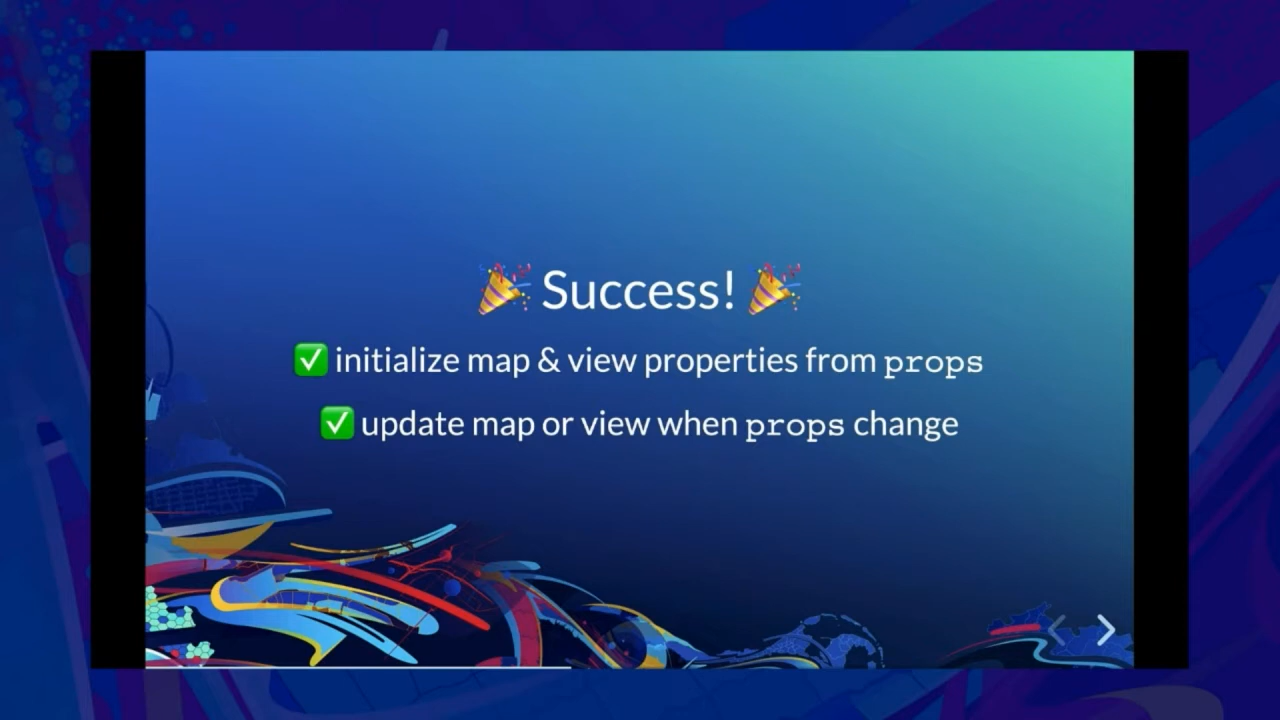 🎉 Success! 🎉
✅ initialize map & view properties from props
✅ update map or view when props change